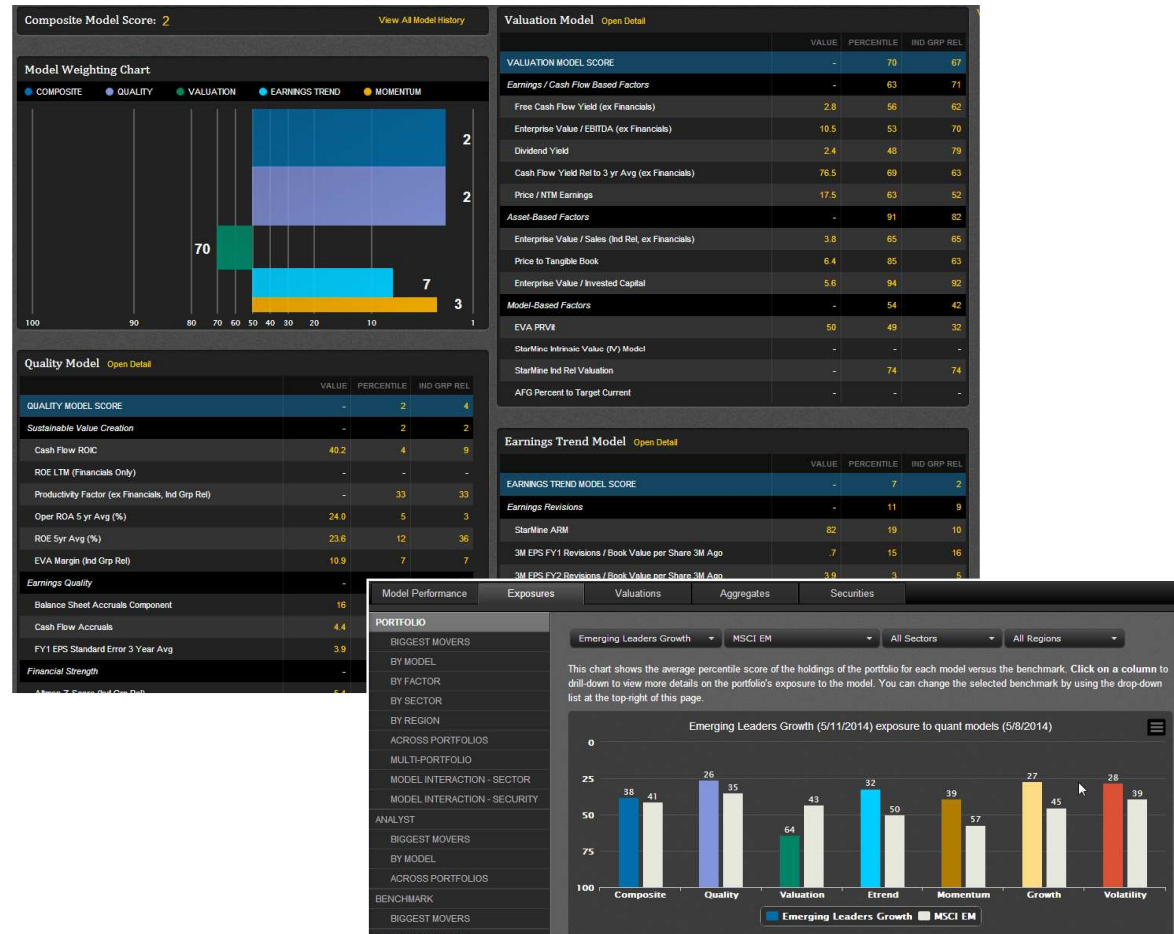 Composite Model Score: 2 View All Model History
Model Weighting Chart
COMPOSITE QUALITY VALUATION EARNINGS TREND MOMENTUM
2
2
70
7
3
100 90 80 70 60 50 40 30 20 10 1
Quality Model Open Detail
VALUE PERCENTILE IND GRP REL
QUALITY MODEL SCORE - 2 4
Sustainable Value Creation - 2 2
Cash Flow ROIC 40.2 4 9
ROE LTM (Financials Only) - - -
Productivity Factor (ex Financials, Ind Grp Rel) - 33 33
Oper ROA 5 yr Avg (%) 24.0 5 3
ROE 5yr Avg (%) 23.6 12 36
EVA Margin (Ind Grp Rel) 10.9 7 7
Earnings Quality -
Balance Sheet Accruals Component 16
Cash Flow Accruals 4.4
FY1 EPS Standard Error 3 Year Avg 3.9
Financial Strength -
Altman Z-Score (Ind Grp Rel) 5.4
Valuation Model Open Detail
VALUE PERCENTILE IND GRP REL
VALUATION MODEL SCORE - 70 67
Earnings / Cash Flow Based Factors - 63 71
Free Cash Flow Yield (ex Financials) 2.8 56 62
Enterprise Value / EBITDA (ex Financials) 10.5 53 70
Dividend Yield 2.4 48 79
Cash Flow Yield Rel to 3 yr Avg (ex Financials) 76.5 69 63
Price / NTM Earnings 17.5 63 52
Asset-Based Factors - 91 82
Enterprise Value / Sales (Ind Rel, ex Financials) 3.8 65 65
Price to Tangible Book 6.4 85 63
Enterprise Value / Invested Capital 5.6 94 92
Model-Based Factors - 54 42
EVA PRVit 50 49 32
StarMine Intrinsic Value (IV) Model - - -
StarMine Ind Rel Valuation - 74 74
AFG Percent to Target Current - - -
Earnings Trend Model Open Detail
VALUE PERCENTILE IND GRP REL
EARNINGS TREND MODEL SCORE - 7 2
Earnings Revisions - 11 9
StarMine ARM 82 19 10
3M EPS FY1 Revisions / Book Value per Share 3M Ago .7 15 16
3M EPS FY2 Revisions / Book Value per Share 3M Ago 3.9 3 5
Model Performance Exposures Valuations Aggregates Securities
PORTFOLIO
BIGGEST MOVERS
BY MODEL
BY FACTOR
BY SECTOR
BY REGION
ACROSS PORTFOLIOS
MULTI-PORTFOLIO
MODEL INTERACTION - SECTOR
MODEL INTERACTION - SECURITY
ANALYST
BIGGEST MOVERS
BY MODEL
ACROSS PORTFOLIOS
BENCHMARK
BIGGEST MOVERS
Emerging Leaders Growth MSCI EM All Sectors All Regions
This chart shows the average percentile score of the holdings of the portfolio for each model versus the benchmark. Click on a column to
drill-down to view more details on the portfolio's exposure to the model. You can change the selected benchmark by using the drop-down
list at the top-right of this page.
Emerging Leaders Growth (5/11/2014) exposure to quant models (5/8/2014)
0
25
50
75
100
38 41 26 35 64 43 32 50 39 57 27 45 28 39
Composite Quality Valuation Etrend Momentum Growth Volatility
Emerging Leaders Growth MSCI EM